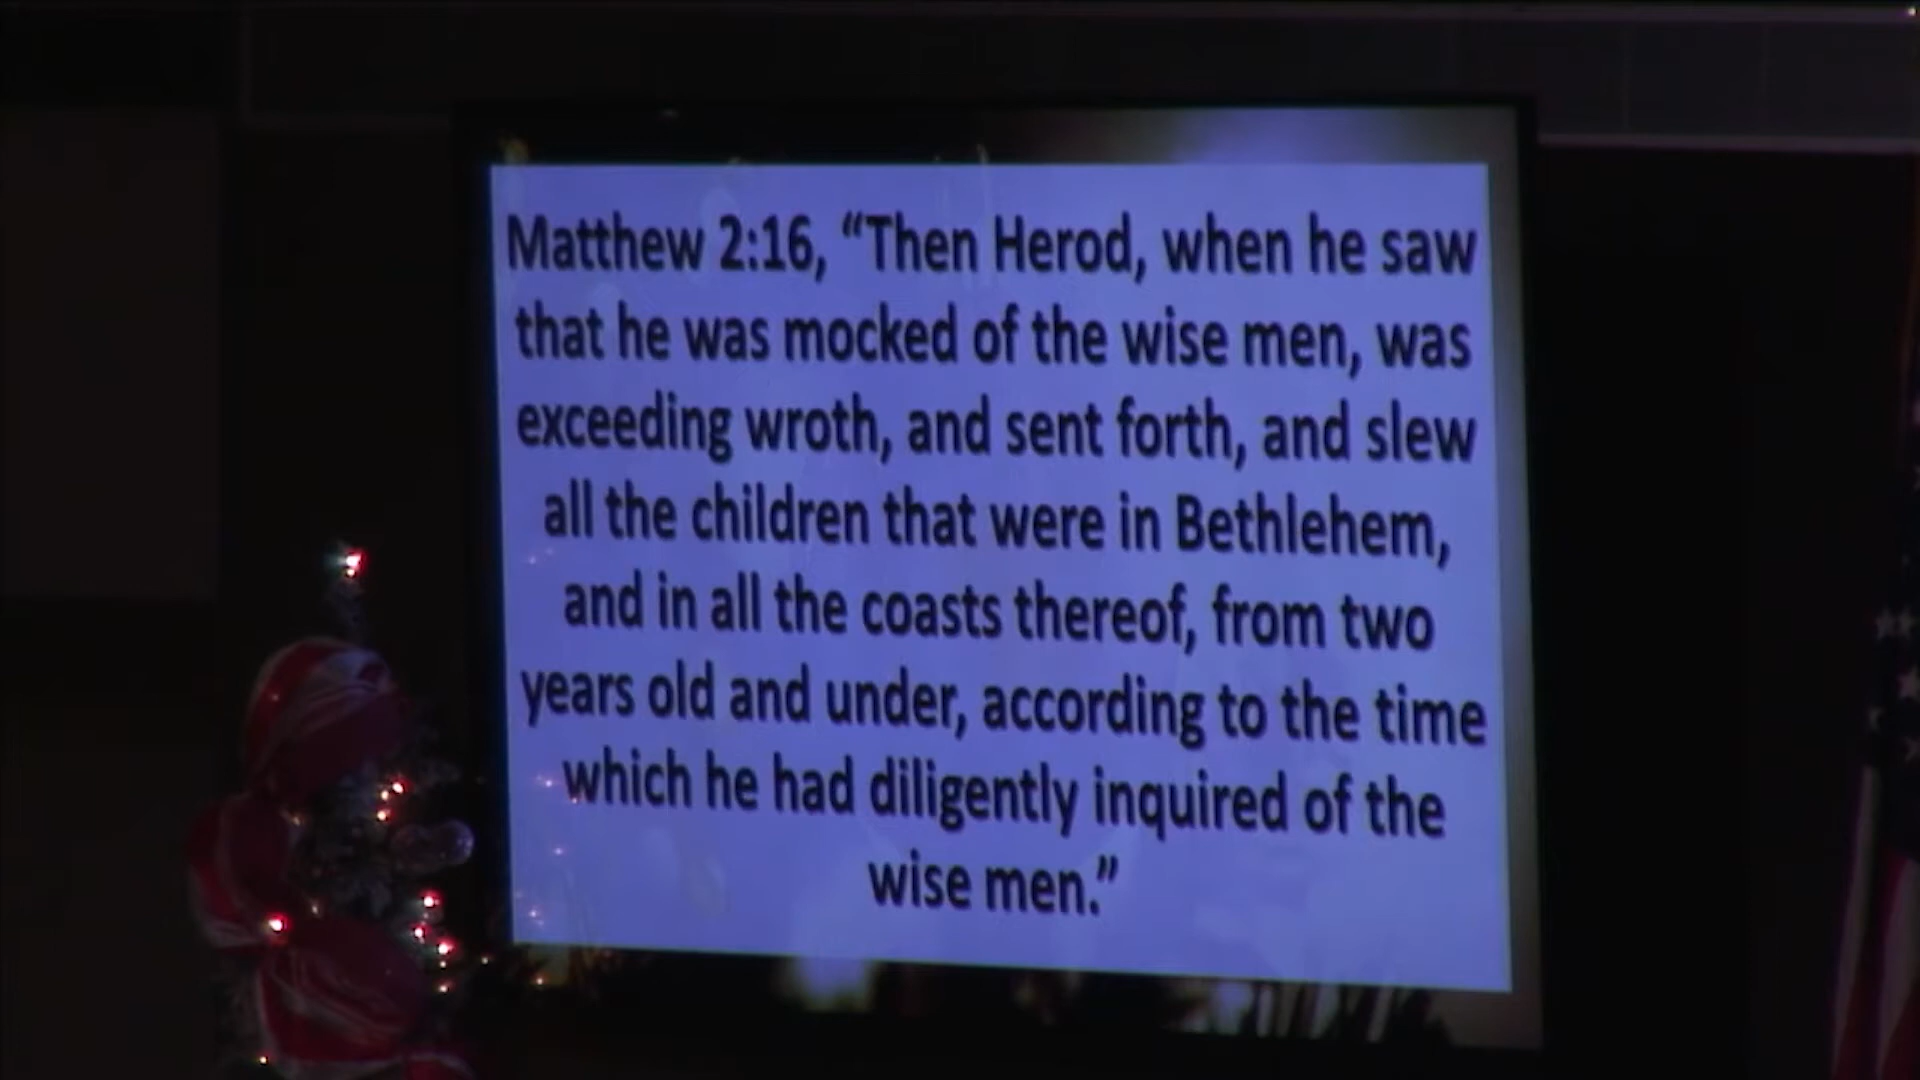 Matthew 2:16, “Then Herod, when he saw
that he was mocked of the wise men, was
exceeding wroth, and sent forth, and slew
all the children that were in Bethlehem,
and in all the coasts thereof, from two
years old and under, according to the time
which he had diligently inquired of the
wise men.”